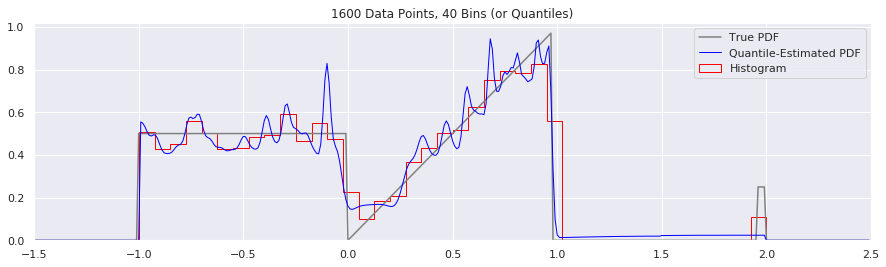 1600 Data Points, 40 Bins (or Quantiles)
True PDF
Quantile-Estimated PDF
Histogram
1.0
0.8
0.6
0.4
0.2
0.0
−1.5 −1.0 −0.5 0.0 0.5 1.0 1.5 2.0 2.5